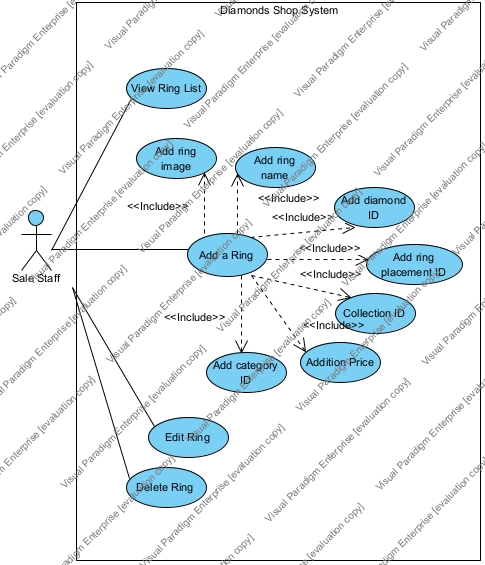 Diamonds Shop System
View Ring List
Add ring
image
Add ring
name
<<Include>>
<<Include>>
Add diamond
ID
<<Include>>
Sale Staff
Add a Ring
<<Include>>
Add ring
placement ID
<<Include>>
Collection ID
<<Include>>
<<Include>>
Add category
ID
Addition Price
Edit Ring
Delete Ring
Visual Paradigm Enterprise [evaluation copy]